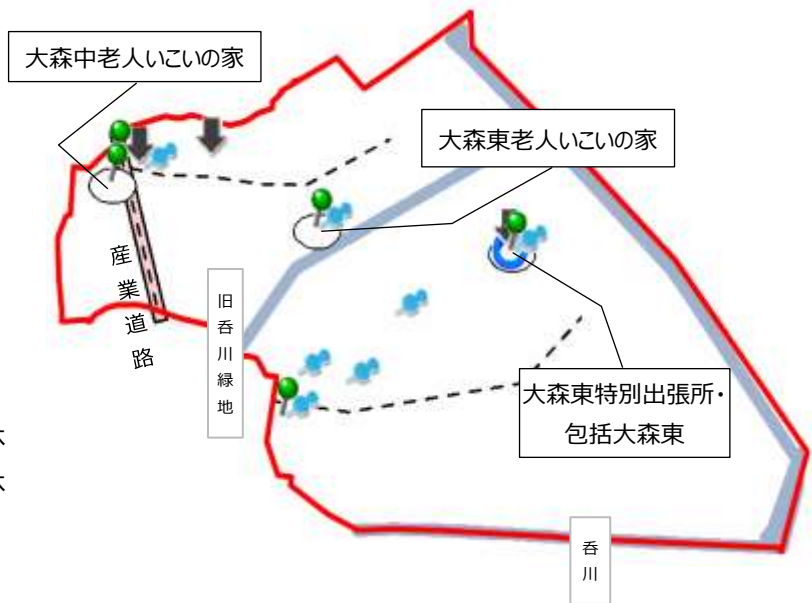 大森中老人いこいの家
大森東老人いこいの家
産業道路
旧呑川緑地
大森東特別出張所・
包括大森東
呑川